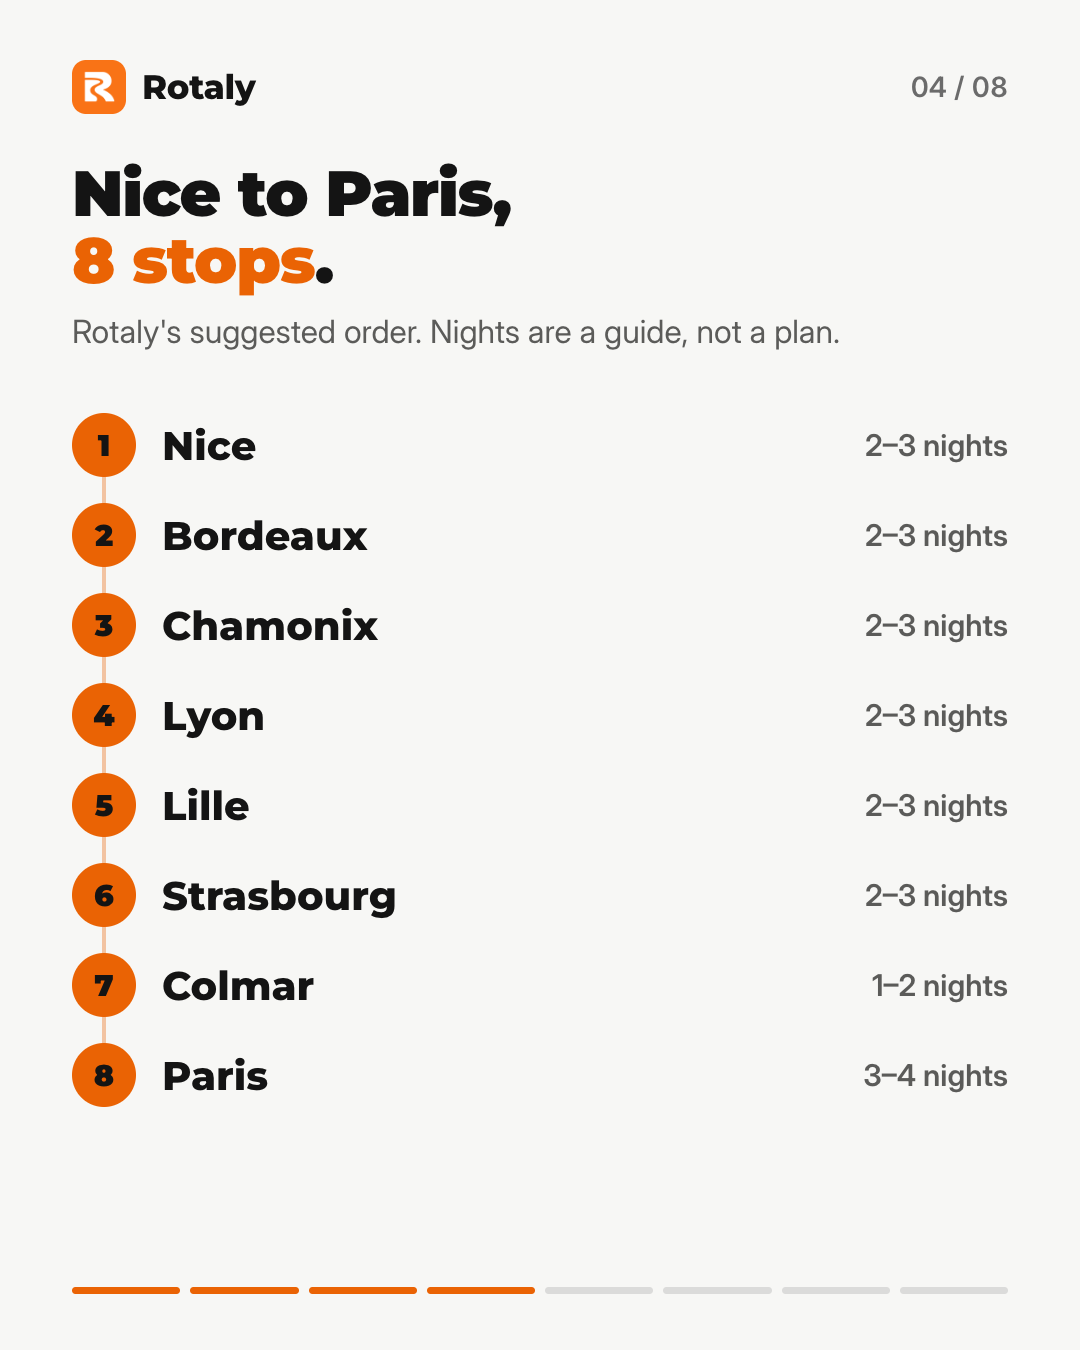 Rotaly
04 / 08
Nice to Paris,
8 stops.
Rotaly's suggested order. Nights are a guide, not a plan.
1 Nice 2–3 nights
2 Bordeaux 2–3 nights
3 Chamonix 2–3 nights
4 Lyon 2–3 nights
5 Lille 2–3 nights
6 Strasbourg 2–3 nights
7 Colmar 1–2 nights
8 Paris 3–4 nights